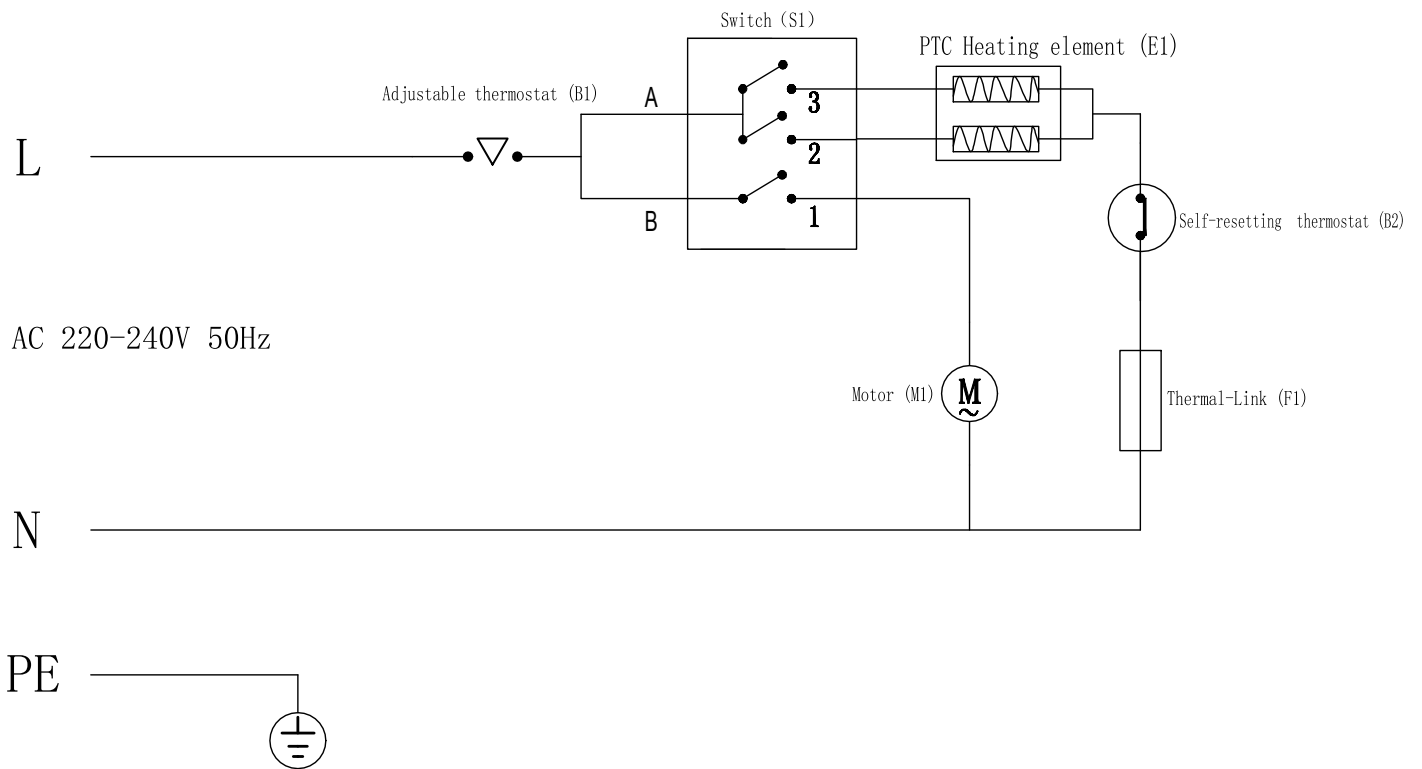 Switch (S1)
PTC Heating element (E1)
Adjustable thermostat (B1)
A
3
L
2
B
1
Self-resetting thermostat (B2)
AC 220-240V 50Hz
Motor (M1)
M
~
Thermal-Link (F1)
N
PE